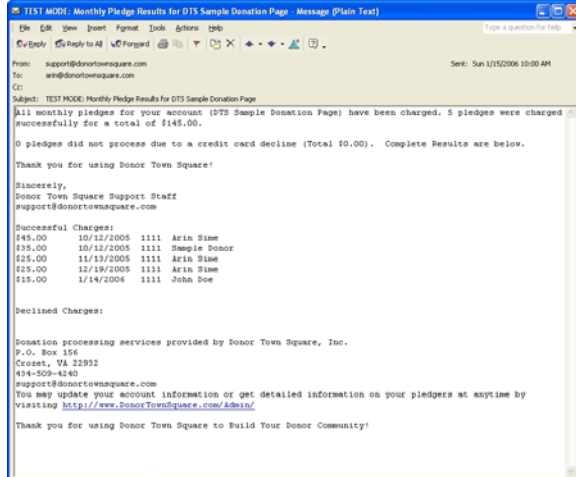 TEST MODE: Monthly Pledge Results for DTS Sample Donation Page - Message (Plain Text)
File Edit View Insert Format Tools Actions Help Type a question for help
Reply Reply to All Forward
From: support@donortownsquare.com Sent: Sun 1/15/2006 10:00 AM
To: arin@donortownsquare.com
Cc:
Subject: TEST MODE: Monthly Pledge Results for DTS Sample Donation Page
All monthly pledges for your account (DTS Sample Donation Page) have been charged. 5 pledges were charged
successfully for a total of $145.00.
0 pledges did not process due to a credit card decline (Total $0.00). Complete Results are below.
Thank you for using Donor Town Square!
Sincerely,
Donor Town Square Support Staff
support@donortownsquare.com
Successful Charges:
$45.00 10/12/2005 1111 Arin Sime
$35.00 10/12/2005 1111 Sample Donor
$25.00 11/13/2005 1111 Arin Sime
$25.00 12/19/2005 1111 Arin Sime
$15.00 1/14/2006 1111 John Doe
Declined Charges:
Donation processing services provided by Donor Town Square, Inc.
P.O. Box 156
Crozet, VA 22932
434-509-4240
support@donortownsquare.com
You may update your account information or get detailed information on your pledgers at anytime by
visiting http://www.DonorTownSquare.com/Admin/
Thank you for using Donor Town Square to Build Your Donor Community!